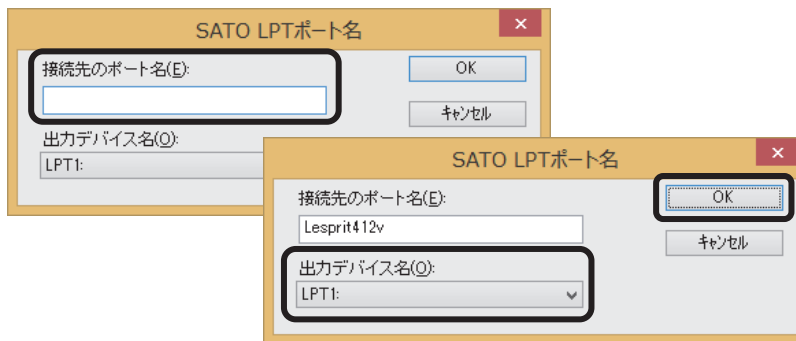 SATO LPTポート名
接続先のポート名(E):
OK
キャンセル
出力デバイス名(O):
LPT1:
SATO LPTポート名
接続先のポート名(E):
OK
Lesprit412v
キャンセル
出力デバイス名(O):
LPT1: